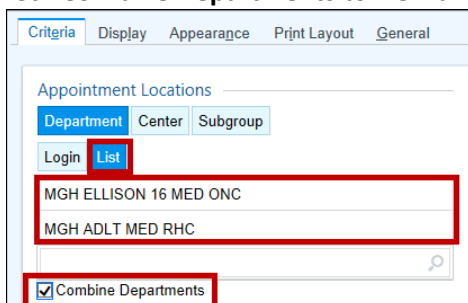 Criteria Display Appearance Print Layout General
Appointment Locations
Department Center Subgroup
Login List
MGH ELLISON 16 MED ONC
MGH ADLT MED RHC
Combine Departments